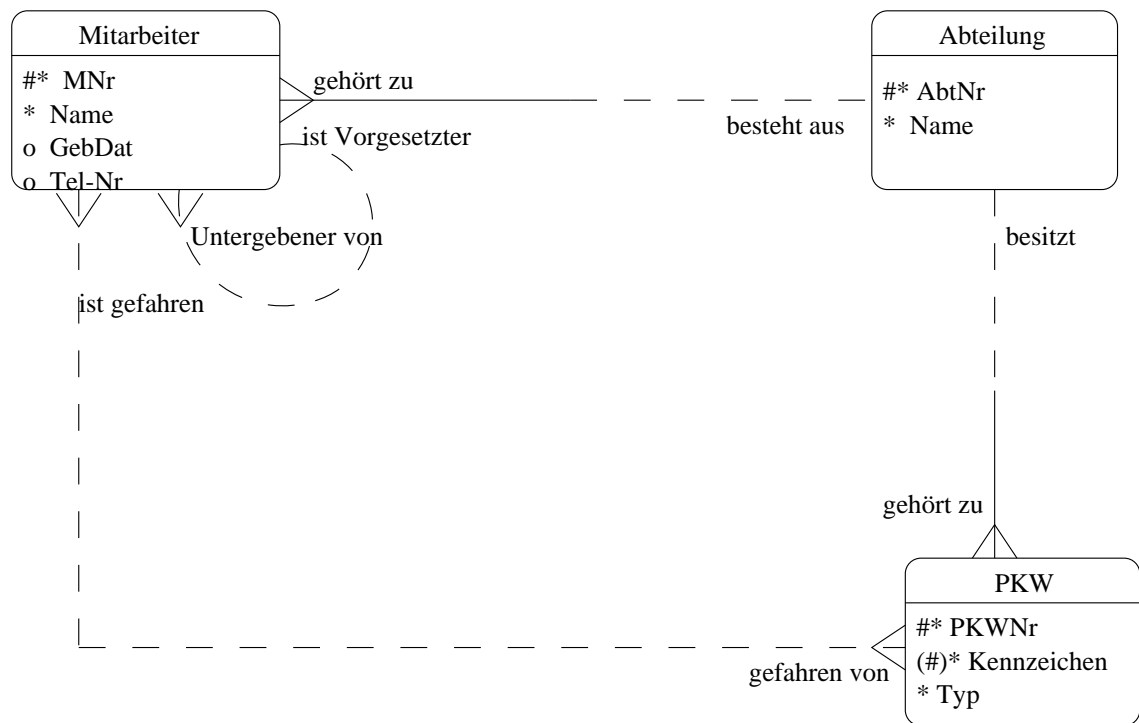 Mitarbeiter
#* MNr
* Name
o GebDat
o Tel-Nr
gehört zu
besteht aus
Abteilung
#* AbtNr
* Name
ist Vorgesetzter
Untergebener von
ist gefahren
besitzt
gehört zu
gefahren von
PKW
#* PKWNr
(#)* Kennzeichen
* Typ